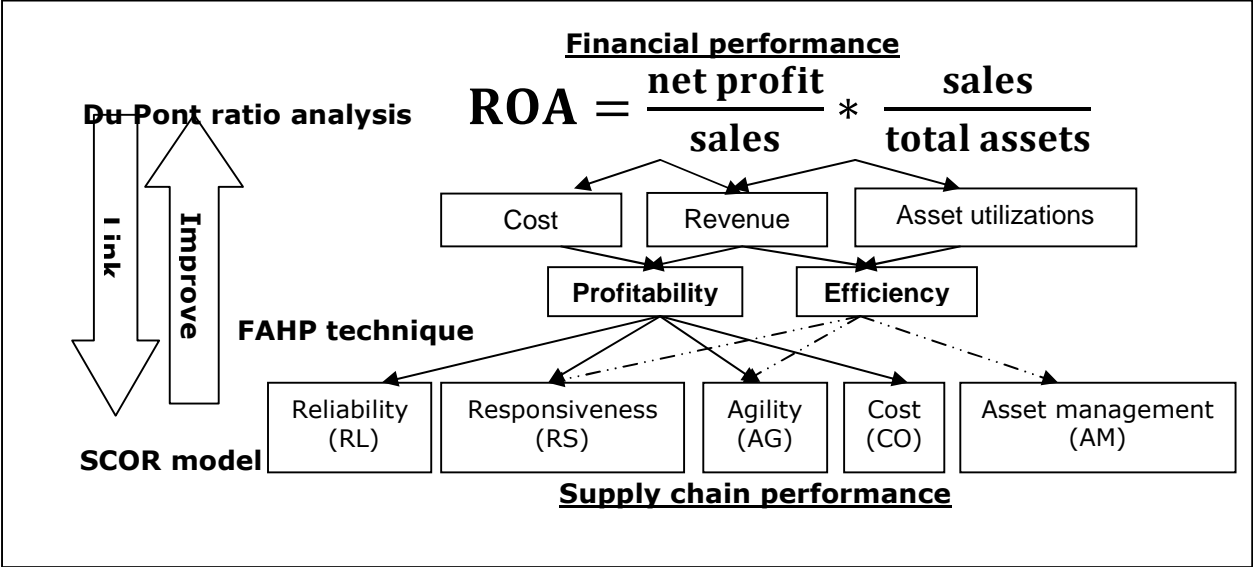 Financial performance
Du Pont ratio analysis
ROA = net profit / sales * sales / total assets
Cost
Revenue
Asset utilizations
Link
Improve
Profitability
Efficiency
FAHP technique
Reliability
(RL)
Responsiveness
(RS)
Agility
(AG)
Cost
(CO)
Asset management
(AM)
SCOR model
Supply chain performance